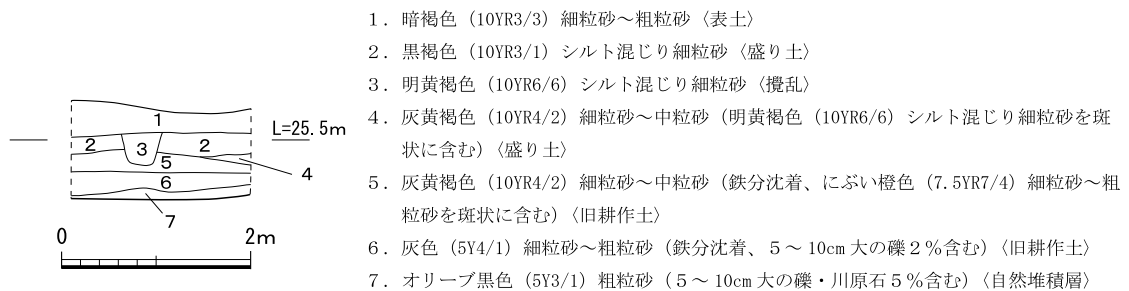 1
2
3
2
L=25.5m
5
4
6
7
0
2m
１．暗褐色（10YR3/3）細粒砂～粗粒砂〈表土〉
２．黒褐色（10YR3/1）シルト混じり細粒砂〈盛り土〉
３．明黄褐色（10YR6/6）シルト混じり細粒砂〈攪乱〉
４．灰黄褐色（10YR4/2）細粒砂～中粒砂（明黄褐色（10YR6/6）シルト混じり細粒砂を斑
状に含む）〈盛り土〉
５．灰黄褐色（10YR4/2）細粒砂～中粒砂（鉄分沈着、にぶい橙色（7.5YR7/4）細粒砂～粗
粒砂を斑状に含む）〈旧耕作土〉
６．灰色（5Y4/1）細粒砂～粗粒砂（鉄分沈着、５～10cm大の礫２％含む）〈旧耕作土〉
７．オリーブ黒色（5Y3/1）粗粒砂（５～10cm大の礫・川原石５％含む）〈自然堆積層〉